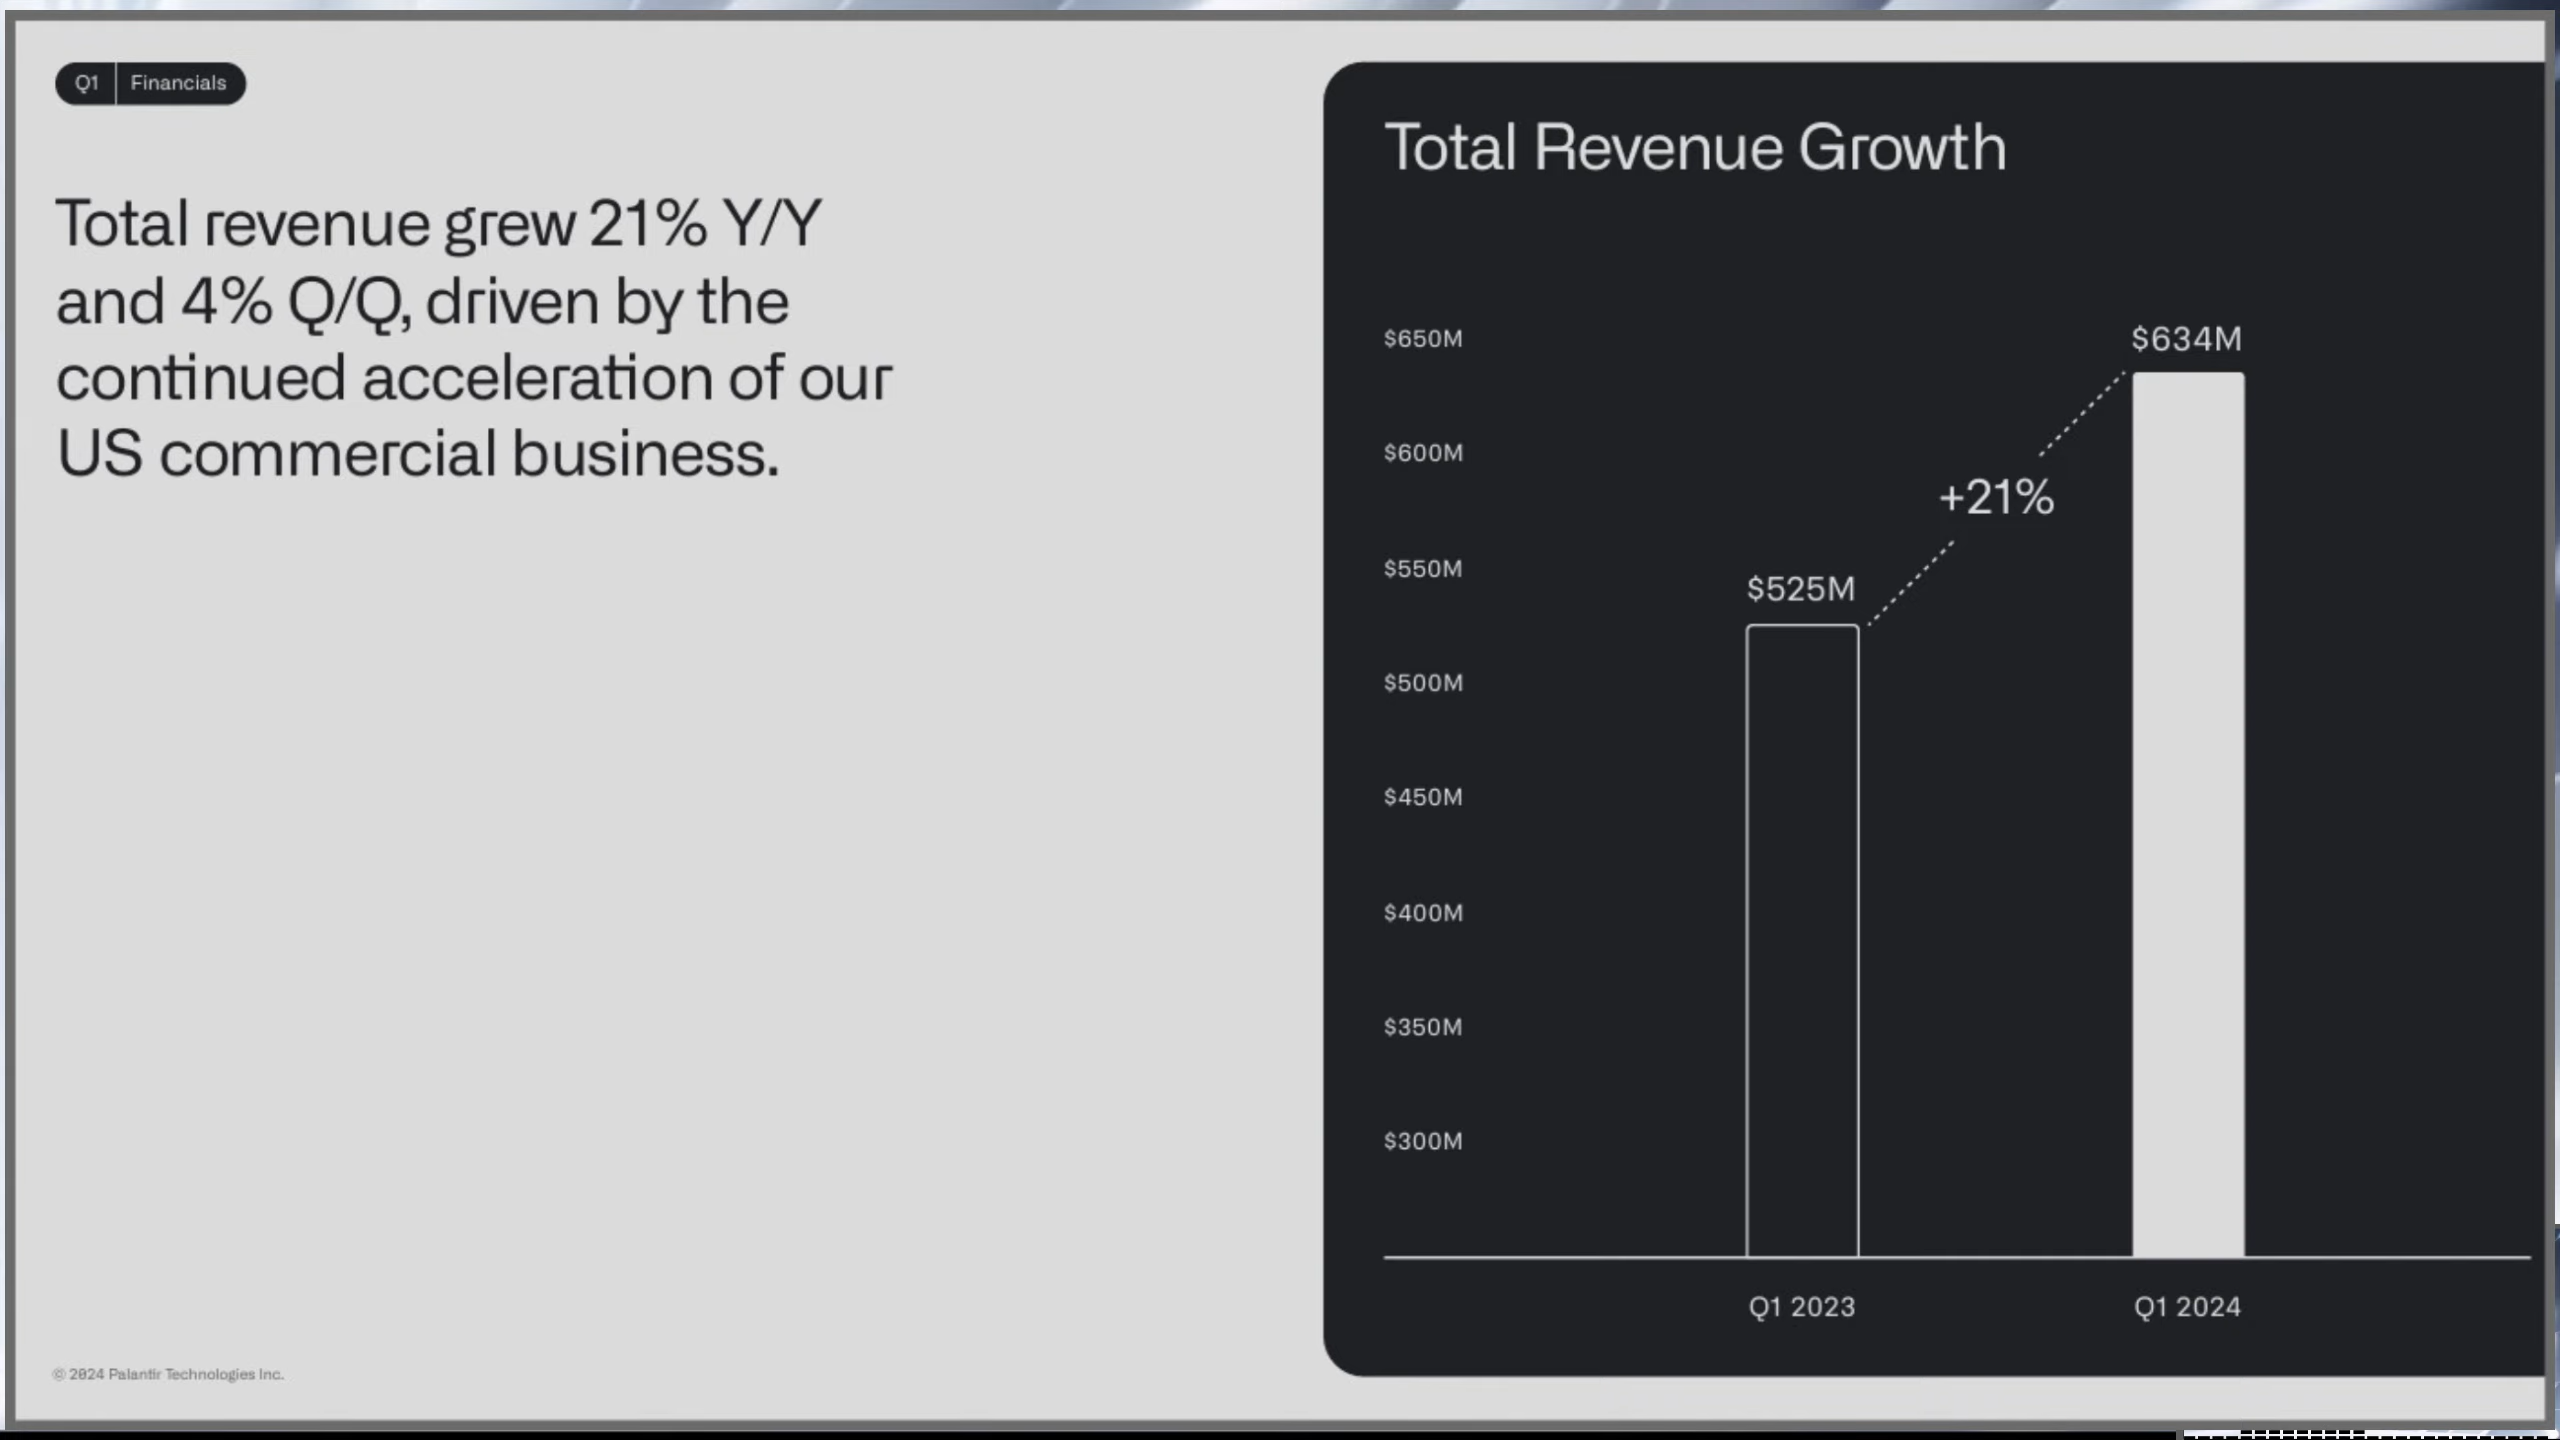 Q1 Financials
Total revenue grew 21% Y/Y
and 4% Q/Q, driven by the
continued acceleration of our
US commercial business.
© 2024 Palantir Technologies Inc.
Total Revenue Growth
$650M
$600M
$550M
$500M
$450M
$400M
$350M
$300M
$525M
+21%
$634M
Q1 2023
Q1 2024